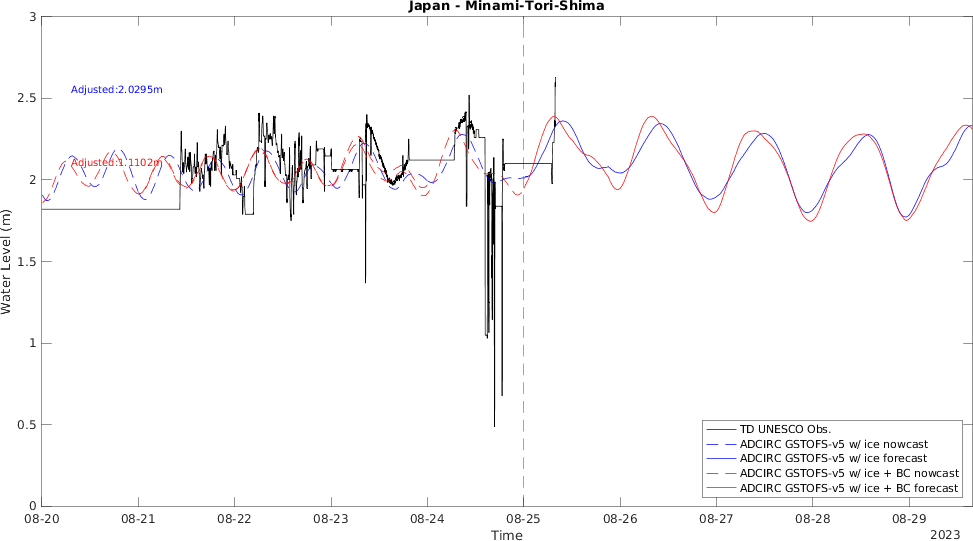 Japan - Minami-Tori-Shima
Water Level (m)
3
2.5
2
1.5
1
0.5
0
Adjusted:2.0295m
Adjusted:1.1102m
TD UNESCO Obs.
ADCIRC GSTOFS-v5 w/ ice nowcast
ADCIRC GSTOFS-v5 w/ ice forecast
ADCIRC GSTOFS-v5 w/ ice + BC nowcast
ADCIRC GSTOFS-v5 w/ ice + BC forecast
08-20 08-21 08-22 08-23 08-24 08-25 08-26 08-27 08-28 08-29
Time
2023